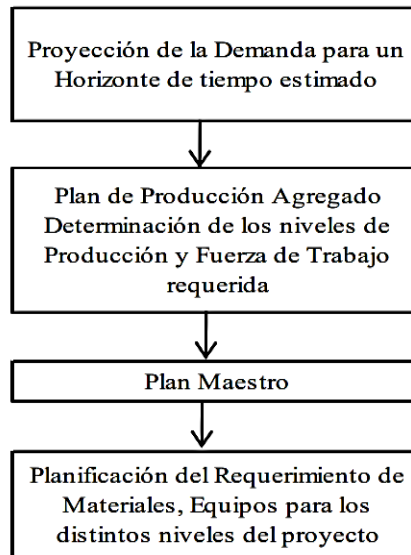 Proyección de la Demanda para un
Horizonte de tiempo estimado
Plan de Producción Agregado
Determinación de los niveles de
Producción y Fuerza de Trabajo
requerida
Plan Maestro
Planificación del Requerimiento de
Materiales, Equipos para los
distintos niveles del proyecto